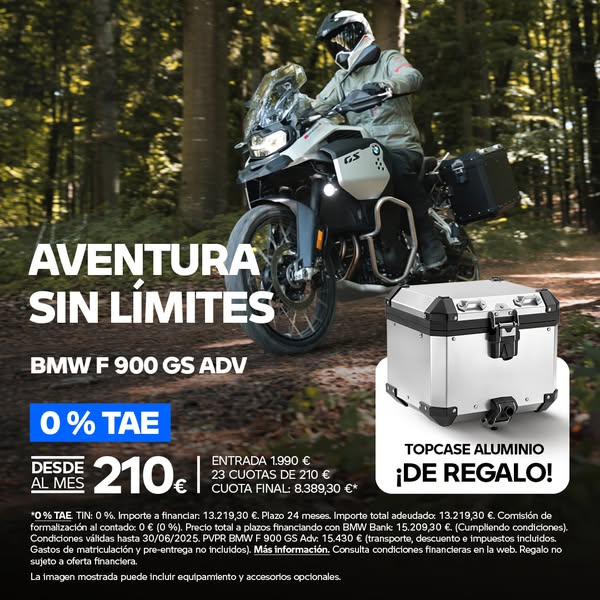 GS
AVENTURA
SIN LÍMITES
BMW F 900 GS ADV
0 % TAE
DESDE
AL MES
210€
ENTRADA 1.990 €
23 CUOTAS DE 210 €
CUOTA FINAL: 8.389,30 €*
TOPCASE ALUMINIO
¡DE REGALO!
*0 % TAE. TIN: 0 %. Importe a financiar: 13.219,30 €. Plazo 24 meses. Importe total adeudado: 13.219,30 €. Comisión de
formalización al contado: 0 € (0 %). Precio total a plazos financiando con BMW Bank: 15.209,30 €. (Cumpliendo condiciones).
Condiciones válidas hasta 30/06/2025. PVPR BMW F 900 GS Adv: 15.430 € (transporte, descuento e impuestos incluidos.
Gastos de matriculación y pre-entrega no incluidos). Más información. Consulta condiciones financieras en la web. Regalo no
sujeto a oferta financiera.
La imagen mostrada puede incluir equipamiento y accesorios opcionales.